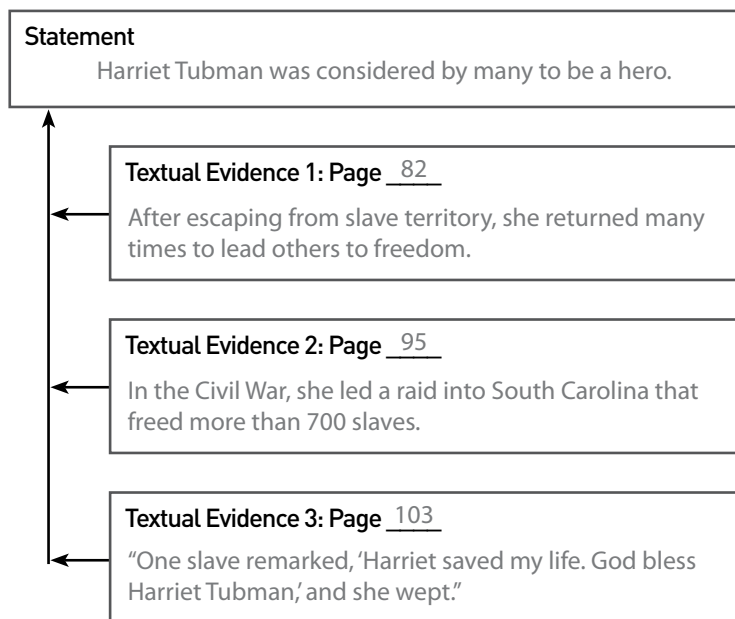 Statement
Harriet Tubman was considered by many to be a hero.
Textual Evidence 1: Page 82
After escaping from slave territory, she returned many
times to lead others to freedom.
Textual Evidence 2: Page 95
In the Civil War, she led a raid into South Carolina that
freed more than 700 slaves.
Textual Evidence 3: Page 103
“One slave remarked, ‘Harriet saved my life. God bless
Harriet Tubman,’ and she wept.”